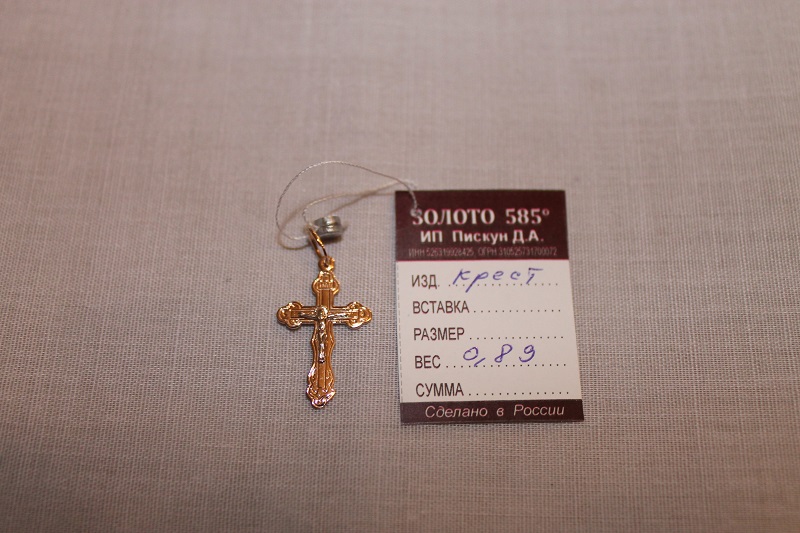 ЗОЛОТО 585°
ИП Пискун Д.А.
ИЗД. крест
ВСТАВКА
РАЗМЕР
ВЕС 0,89
СУММА
Сделано в России